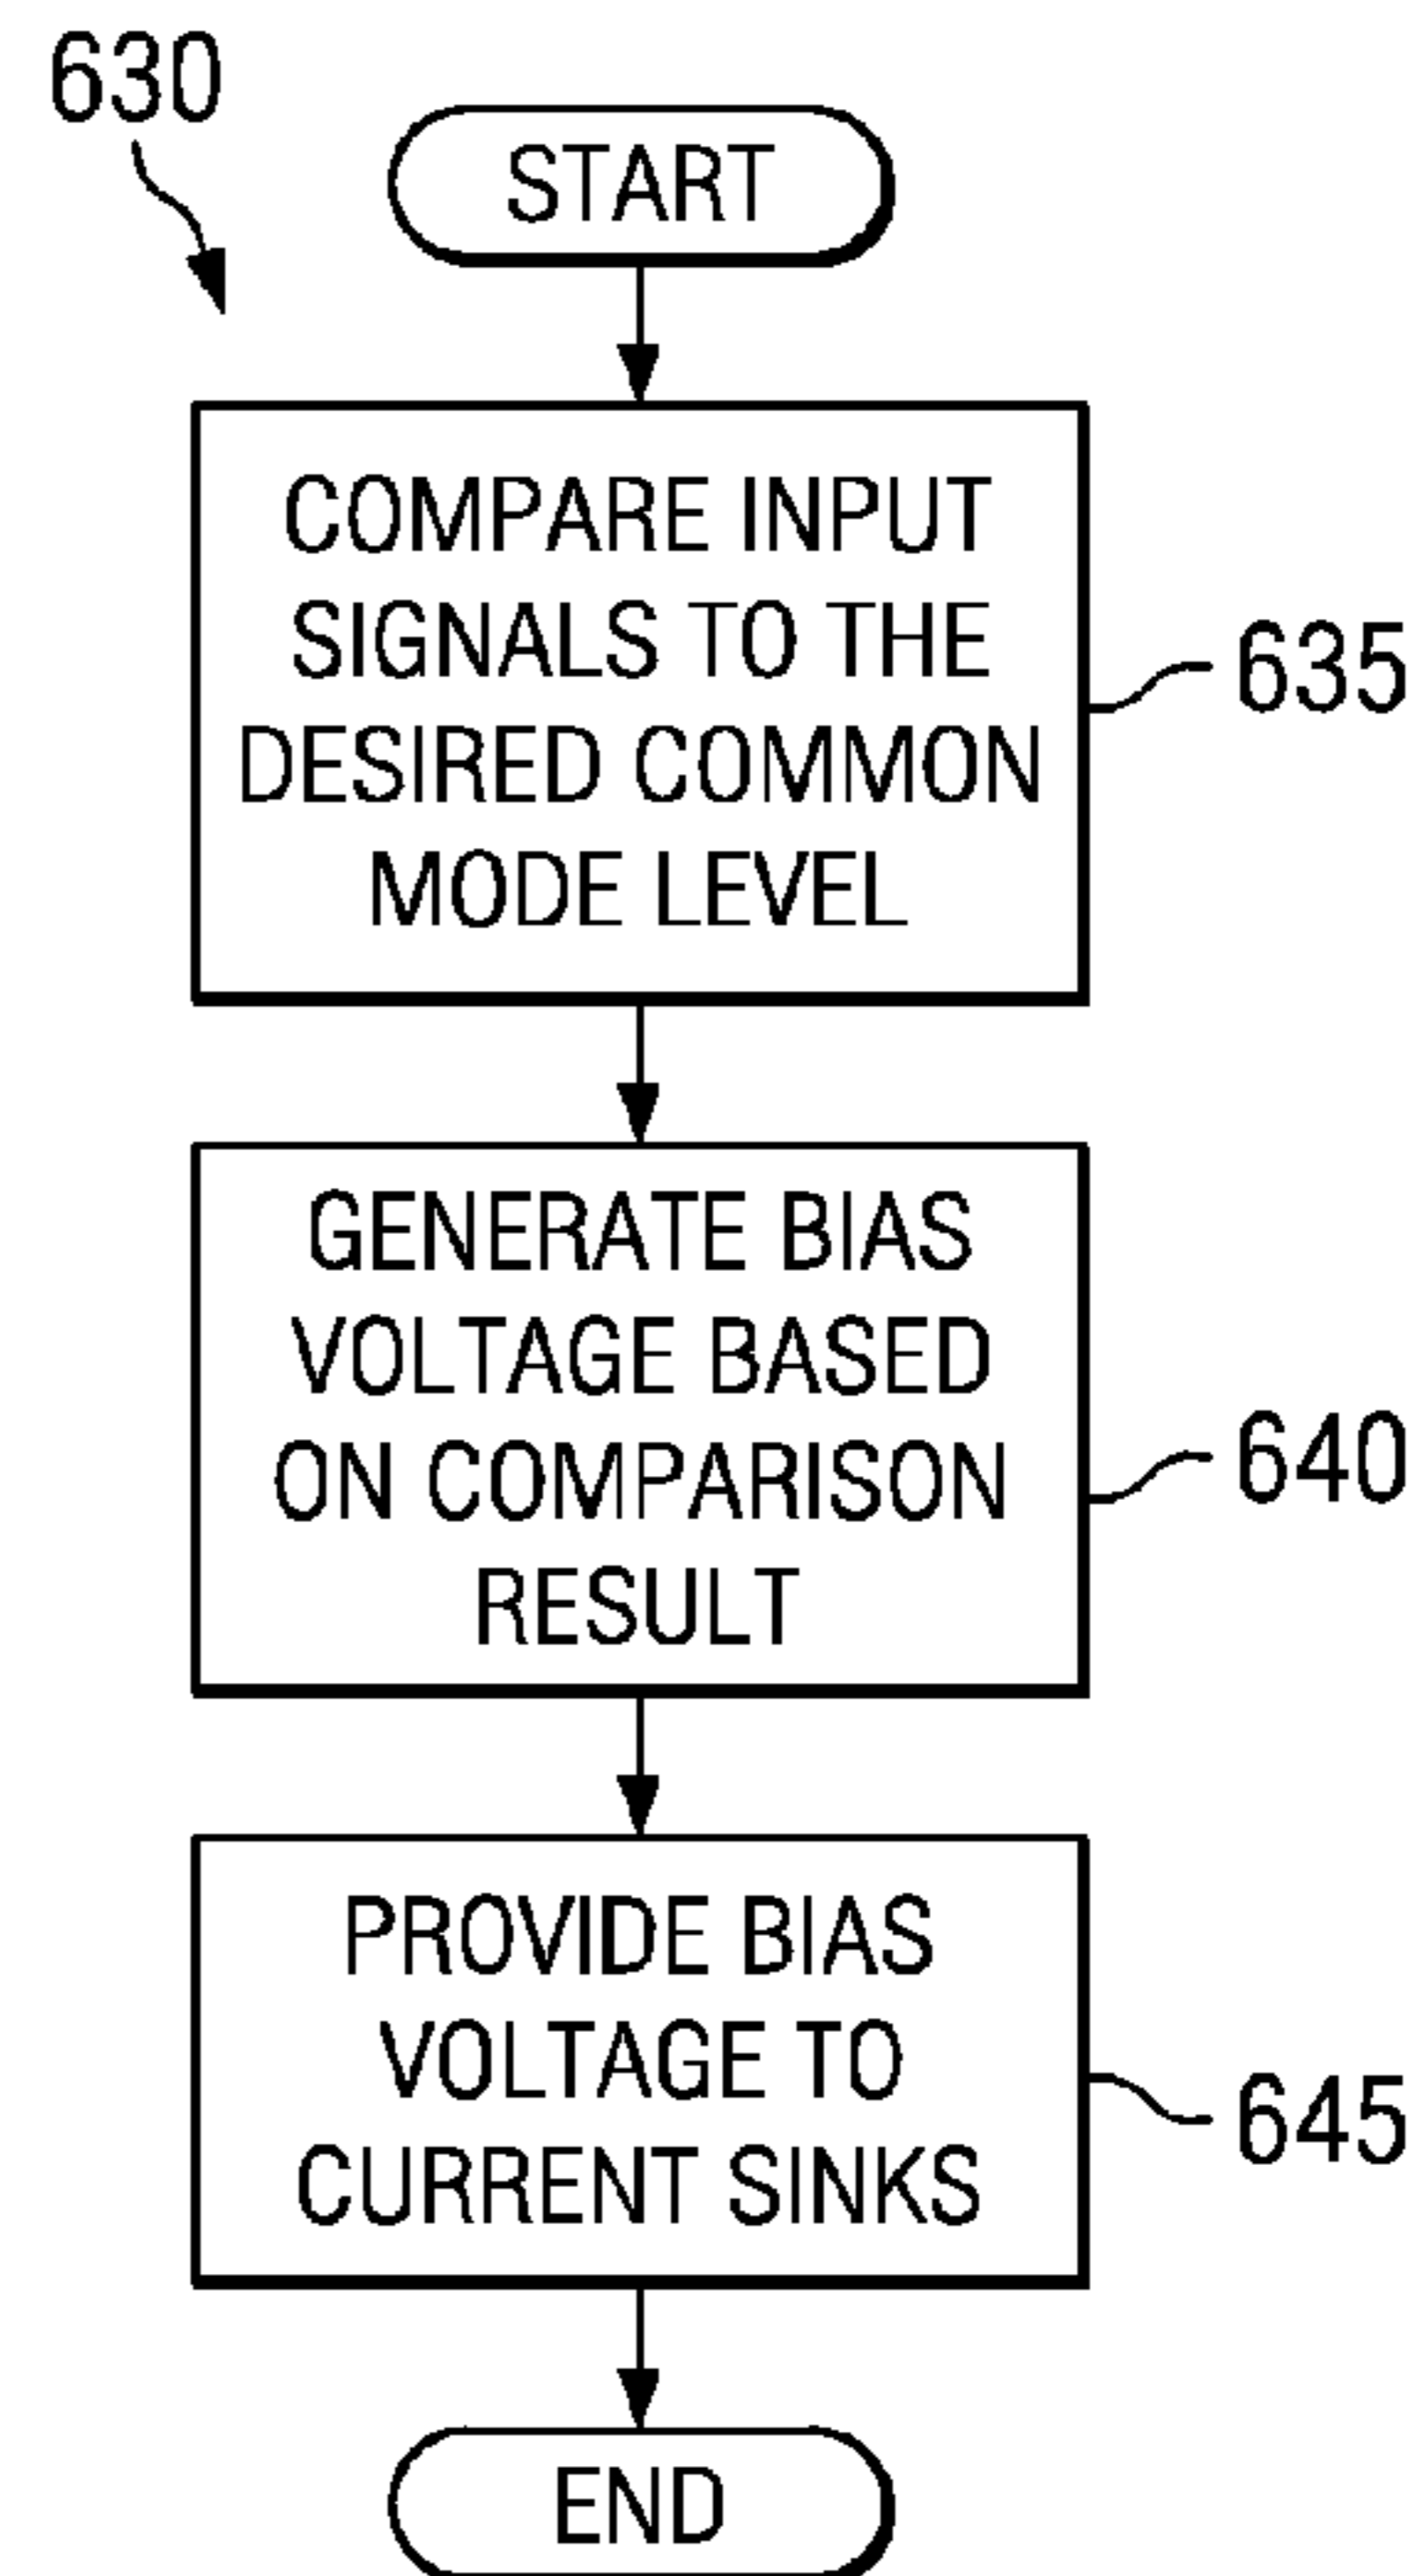 630
START
COMPARE INPUT
SIGNALS TO THE
DESIRED COMMON
MODE LEVEL
635
GENERATE BIAS
VOLTAGE BASED
ON COMPARISON
RESULT
640
PROVIDE BIAS
VOLTAGE TO
CURRENT SINKS
645
END